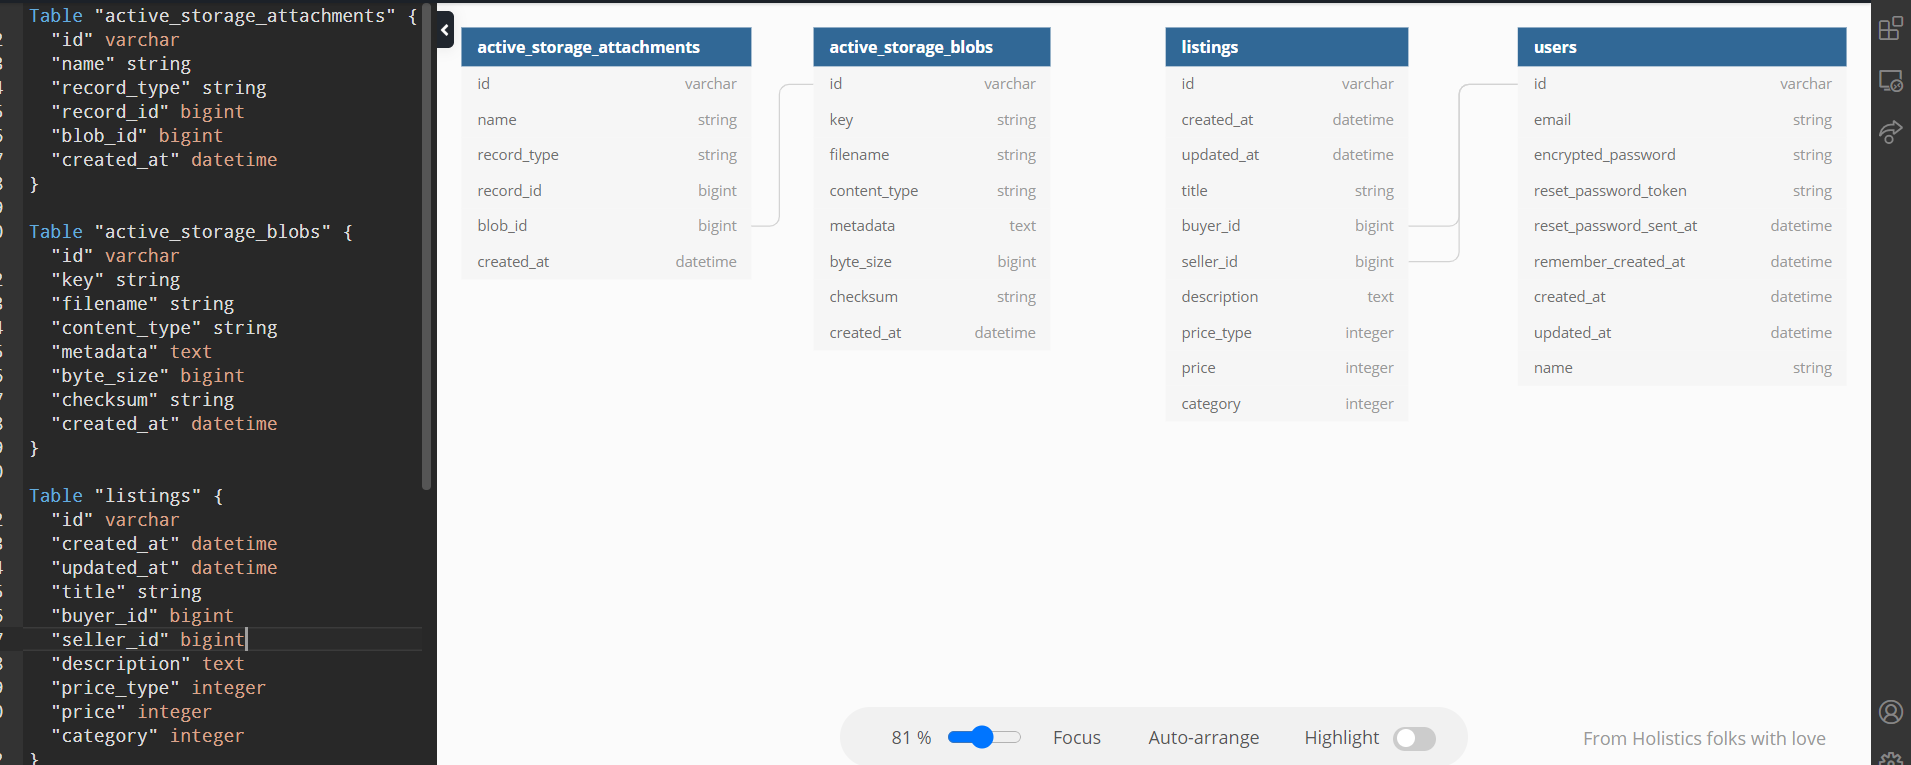 Table "active_storage_attachments" {
"id" varchar
"name" string
"record_type" string
"record_id" bigint
"blob_id" bigint
"created_at" datetime
}
Table "active_storage_blobs" {
"id" varchar
"key" string
"filename" string
"content_type" string
"metadata" text
"byte_size" bigint
"checksum" string
"created_at" datetime
}
Table "listings" {
"id" varchar
"created_at" datetime
"updated_at" datetime
"title" string
"buyer_id" bigint
"seller_id" bigint
"description" text
"price_type" integer
"price" integer
"category" integer
}
active_storage_attachments
id varchar
name string
record_type string
record_id bigint
blob_id bigint
created_at datetime
active_storage_blobs
id varchar
key string
filename string
content_type string
metadata text
byte_size bigint
checksum string
created_at datetime
listings
id varchar
created_at datetime
updated_at datetime
title string
buyer_id bigint
seller_id bigint
description text
price_type integer
price integer
category integer
users
id varchar
email string
encrypted_password string
reset_password_token string
reset_password_sent_at datetime
remember_created_at datetime
created_at datetime
updated_at datetime
name string
81 % Focus Auto-arrange Highlight
From Holistics folks with love